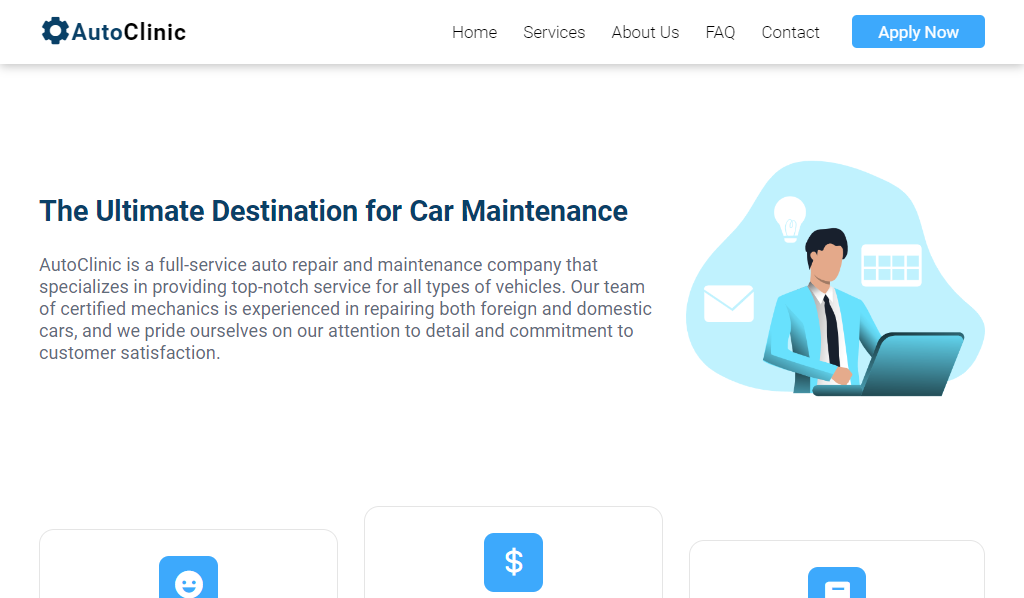 AutoClinic
Home
Services
About Us
FAQ
Contact
Apply Now
The Ultimate Destination for Car Maintenance
AutoClinic is a full-service auto repair and maintenance company that
specializes in providing top-notch service for all types of vehicles. Our team
of certified mechanics is experienced in repairing both foreign and domestic
cars, and we pride ourselves on our attention to detail and commitment to
customer satisfaction.
$